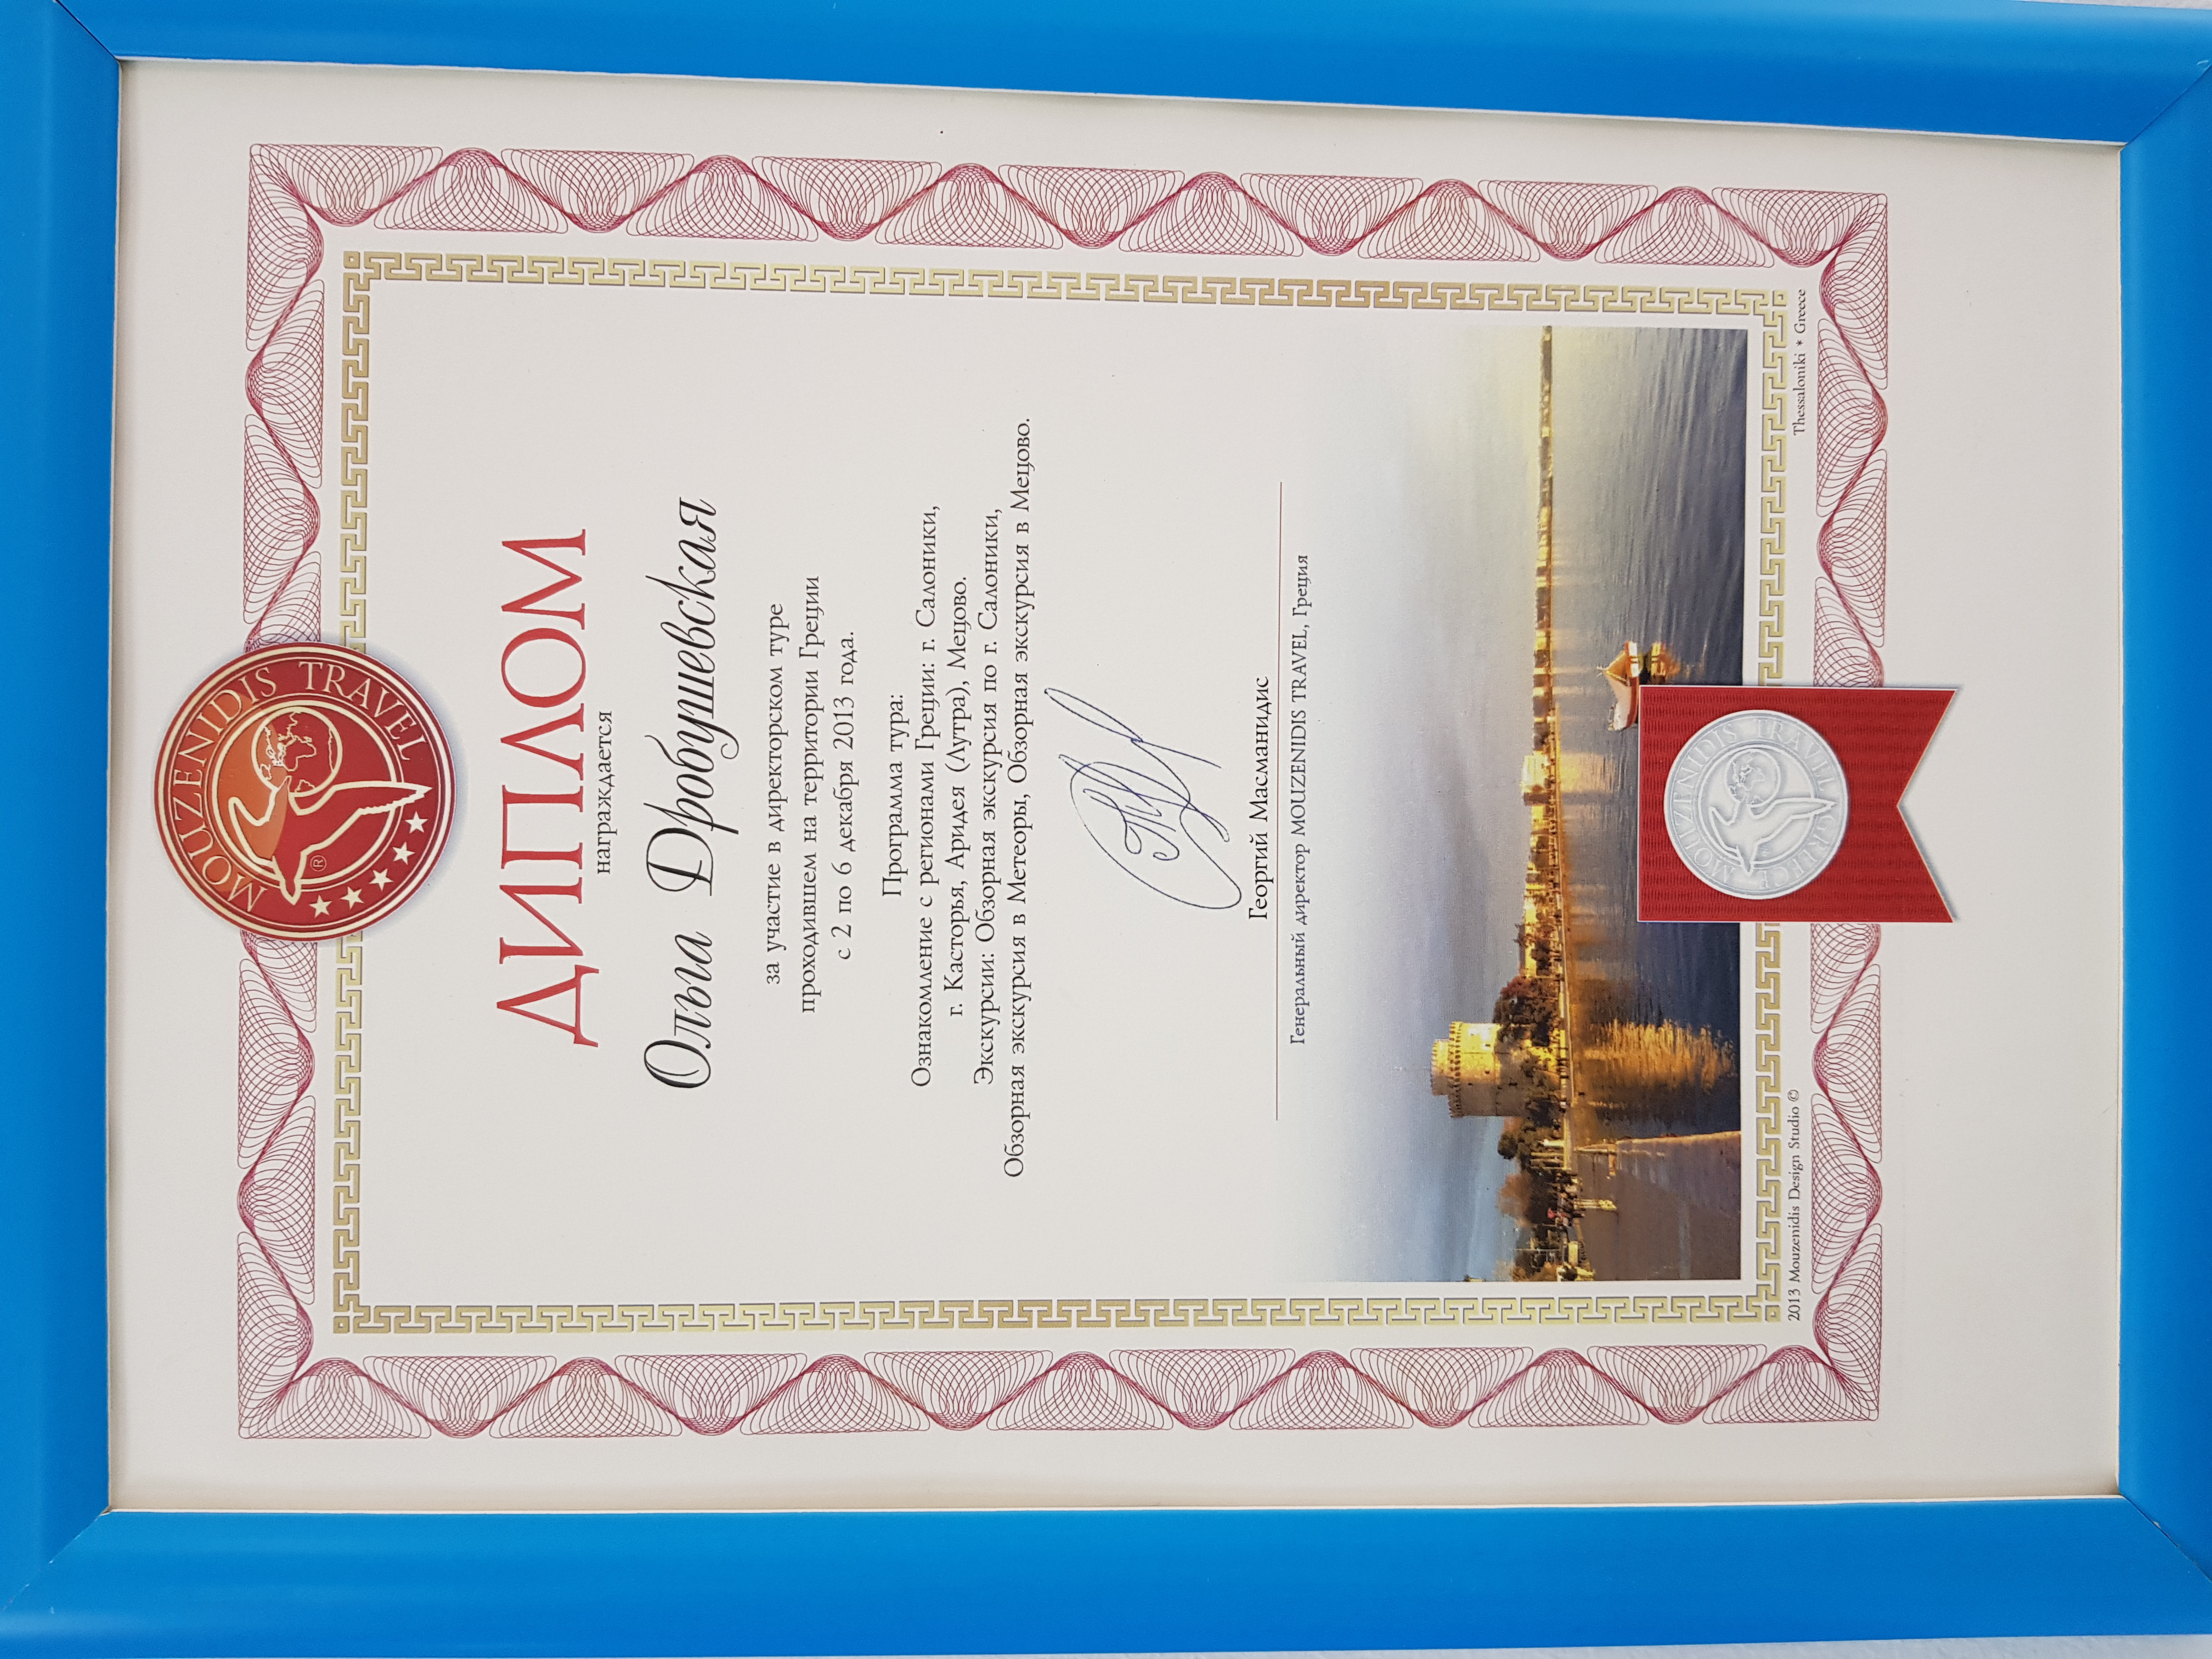 MOUZENIDIS TRAVEL
®
ДИПЛОМ
награждается
Ольга Дробушевская
за участие в директорском туре
проходившем на территории Греции
с 2 по 6 декабря 2013 года.
Программа тура:
Ознакомление с регионами Греции: г. Салоники,
г. Касторья, Аридея (Лутра), Мецово.
Экскурсии: Обзорная экскурсия по г. Салоники,
Обзорная экскурсия в Метеоры, Обзорная экскурсия в Мецово.
Георгий Масманидис
Генеральный директор MOUZENIDIS TRAVEL, Греция
MOUZENIDIS TRAVEL GREECE
2013 Mouzenidis Design Studio ©
Thessaloniki * Greece